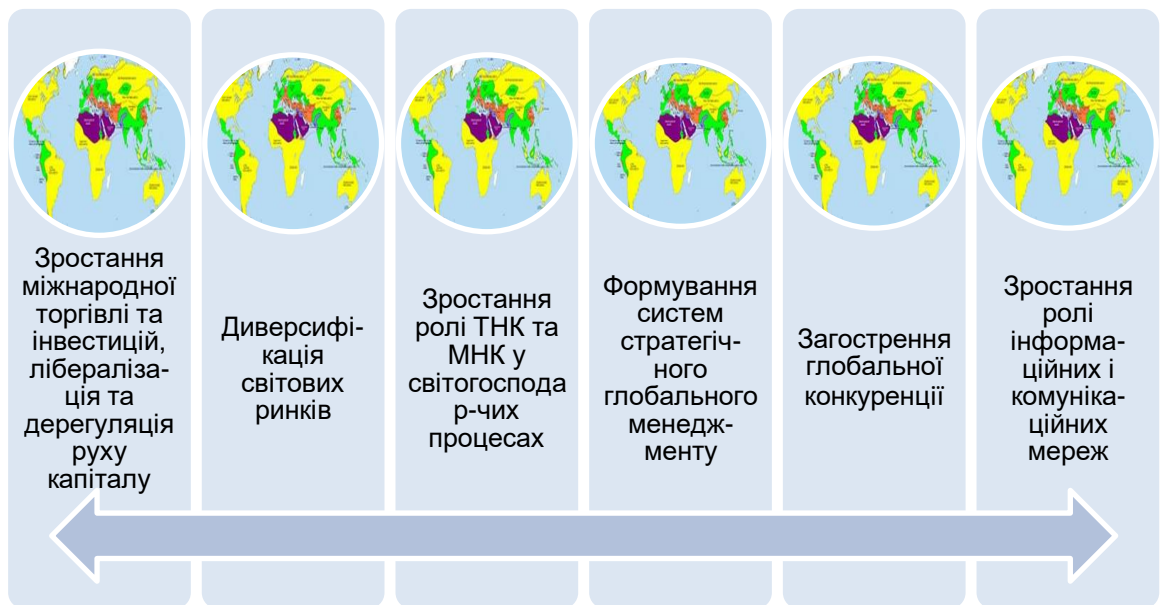 Зростання
міжнародної
торгівлі та
інвестицій,
лібераліза-
ція та
дерегуляція
руху
капіталу
Диверсифі-
кація
світових
ринків
Зростання
ролі ТНК та
МНК у
світогоспода
р-чих
процесах
Формування
систем
стратегіч-
ного
глобального
менедж-
менту
Загострення
глобальної
конкуренції
Зростання
ролі
інформа-
ційних і
комуніка-
ційних
мереж